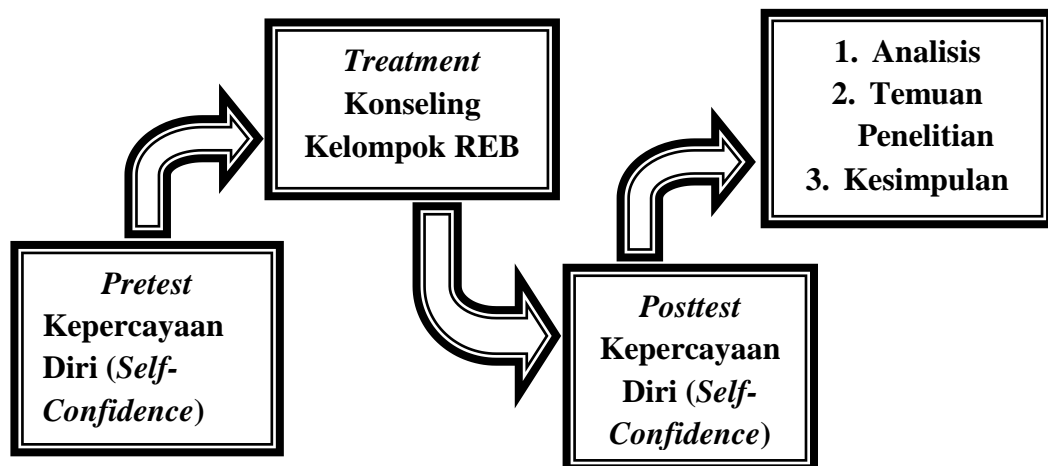 Pretest
Kepercayaan
Diri (Self-
Confidence)
Treatment
Konseling
Kelompok REB
Posttest
Kepercayaan
Diri (Self-
Confidence)
1. Analisis
2. Temuan
Penelitian
3. Kesimpulan